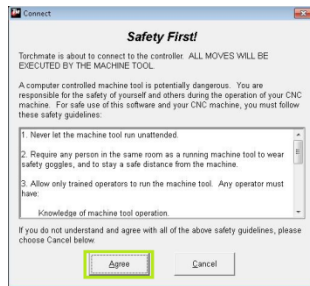 Connect
Safety First!
Torchmate is about to connect to the controller. ALL MOVES WILL BE
EXECUTED BY THE MACHINE TOOL.
A computer controlled machine tool is potentially dangerous. You are
responsible for the safety of yourself and others during the operation of your CNC
machine. For safe use of this software and your CNC machine, you must follow
these safety guidelines:
1. Never let the machine tool run unattended.
2. Require any person in the same room as a running machine tool to wear
safety goggles, and to stay a safe distance from the machine.
3. Allow only trained operators to run the machine tool. Any operator must
have:
Knowledge of machine tool operation.
If you do not understand and agree with all of the above safety guidelines, please
choose Cancel below.
Agree
Cancel